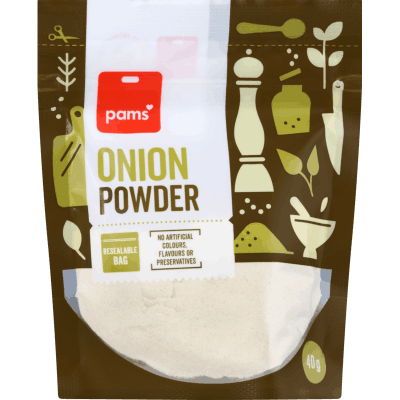 pams
ONION
POWDER
RESEALABLE
BAG
NO ARTIFICIAL
COLOURS,
FLAVOURS OR
PRESERVATIVES
40g